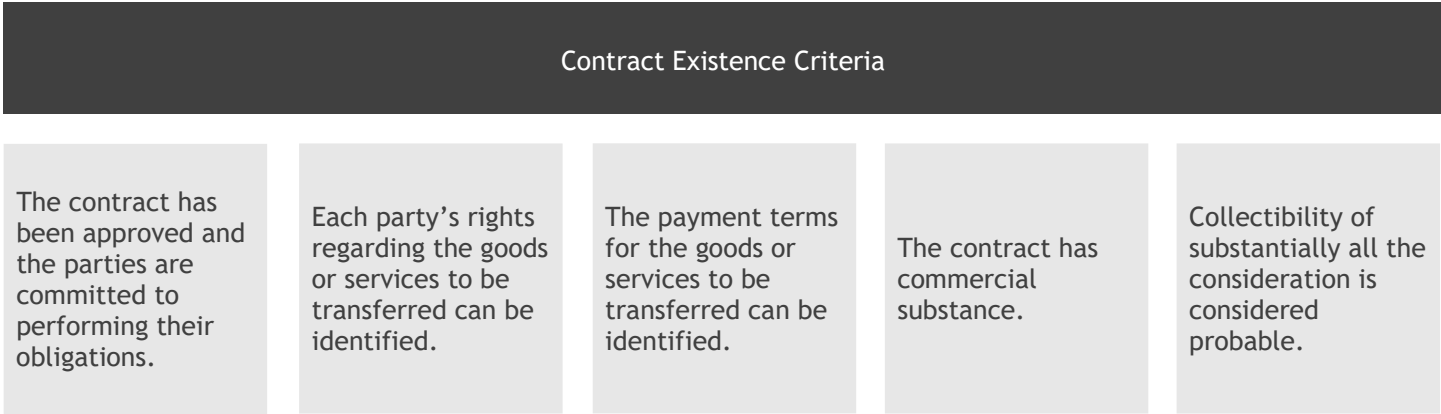 Contract Existence Criteria
The contract has
been approved and
the parties are
committed to
performing their
obligations.
Each party’s rights
regarding the goods
or services to be
transferred can be
identified.
The payment terms
for the goods or
services to be
transferred can be
identified.
The contract has
commercial
substance.
Collectibility of
substantially all the
consideration is
considered
probable.